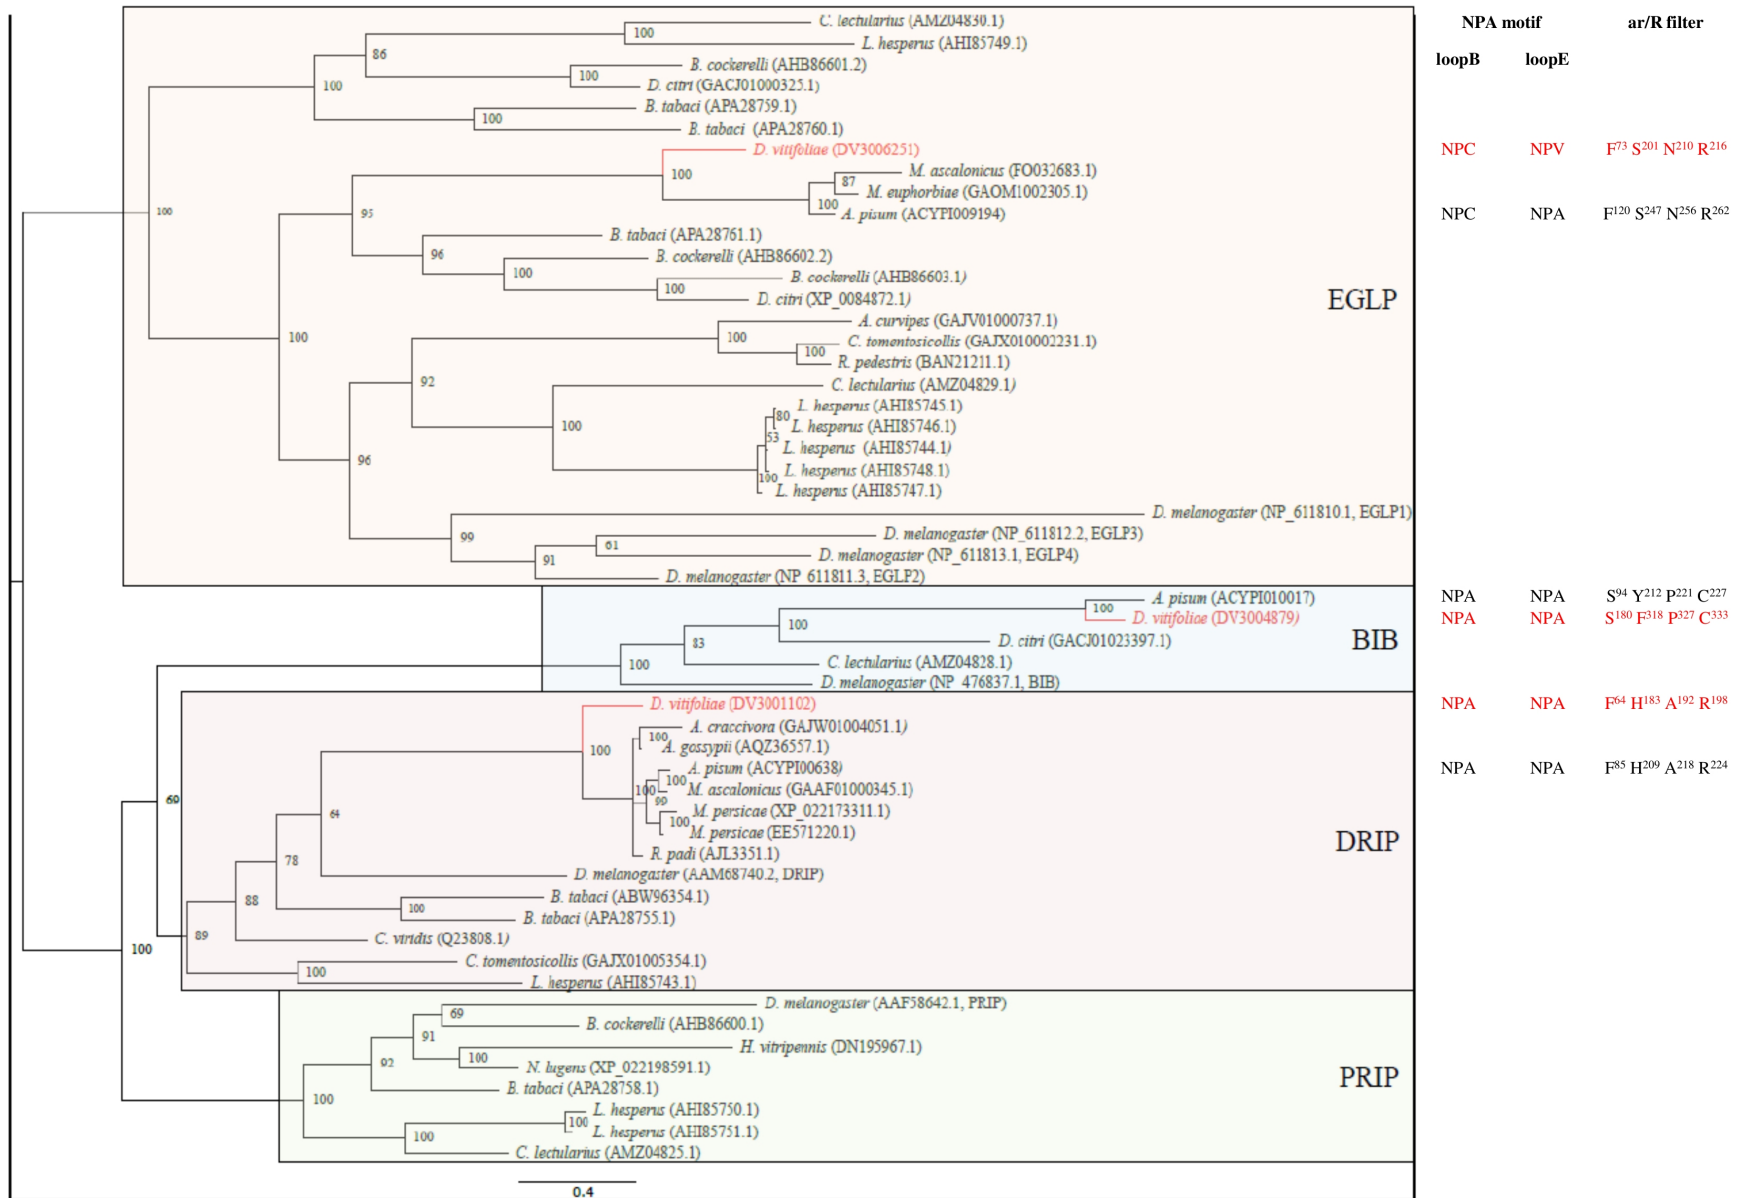 NPA motif ar/R filter
loopB loopE
C. lectularius (AMZ04830.1)
100
L. hesperus (AHI85749.1)
86
B. cockerelli (AHB86601.2)
100
D. citri (GACJ01000325.1)
100
B. tabaci (APA28759.1)
100
B. tabaci (APA28760.1)
D. vitifoliae (DV3006251) NPC NPV F73 S201 N210 R216
100
M. ascalonicus (FO032683.1)
87
M. euphorbiae (GAOM1002305.1)
100
A. pisum (ACYPI009194) NPC NPA F120 S247 N256 R262
100
95
B. tabaci (APA28761.1)
96
B. cockerelli (AHB86602.2)
100
B. cockerelli (AHB86603.1)
100
D. citri (XP_0084872.1)
EGLP
A. curvipes (GAJV01000737.1)
100
100
C. tomentosicollis (GAJX010002231.1)
100
R. pedestris (BAN21211.1)
92
C. lectularius (AMZ04829.1)
L. hesperus (AHI85745.1)
80
L. hesperus (AHI85746.1)
100
53
L. hesperus (AHI85744.1)
96
L. hesperus (AHI85748.1)
100
L. hesperus (AHI85747.1)
D. melanogaster (NP_611810.1, EGLP1)
99
D. melanogaster (NP_611812.2, EGLP3)
61
D. melanogaster (NP_611813.1, EGLP4)
91
D. melanogaster (NP_611811.3, EGLP2)
A. pisum (ACYPI010017) NPA NPA S94 Y212 P221 C227
100
D. vitifoliae (DV3004879) NPA NPA S180 F318 P327 C333
100
D. citri (GACJ01023397.1)
BIB
83
C. lectularius (AMZ04828.1)
100
D. melanogaster (NP_476837.1, BIB)
D. vitifoliae (DV3001102) NPA NPA F64 H183 A192 R198
A. craccivora (GAJW01004051.1)
100
A. gossypii (AQZ36557.1)
100
A. pisum (ACYPI00638) NPA NPA F85 H209 A218 R224
100
M. ascalonicus (GAAF01000345.1)
100
99
M. persicae (XP_022173311.1)
100
M. persicae (EE571220.1)
69
64
R. padi (AJL3351.1)
DRIP
78
D. melanogaster (AAM68740.2, DRIP)
B. tabaci (ABW96354.1)
88
100
B. tabaci (APA28755.1)
89
C. viridis (Q23808.1)
100
C. tomentosicollis (GAJX01005354.1)
100
L. hesperus (AHI85743.1)
D. melanogaster (AAF58642.1, PRIP)
69
B. cockerelli (AHB86600.1)
91
H. vitripennis (DN195967.1)
100
92
N. lugens (XP_022198591.1)
PRIP
B. tabaci (APA28758.1)
100
L. hesperus (AHI85750.1)
100
L. hesperus (AHI85751.1)
100
C. lectularius (AMZ04825.1)
0.4